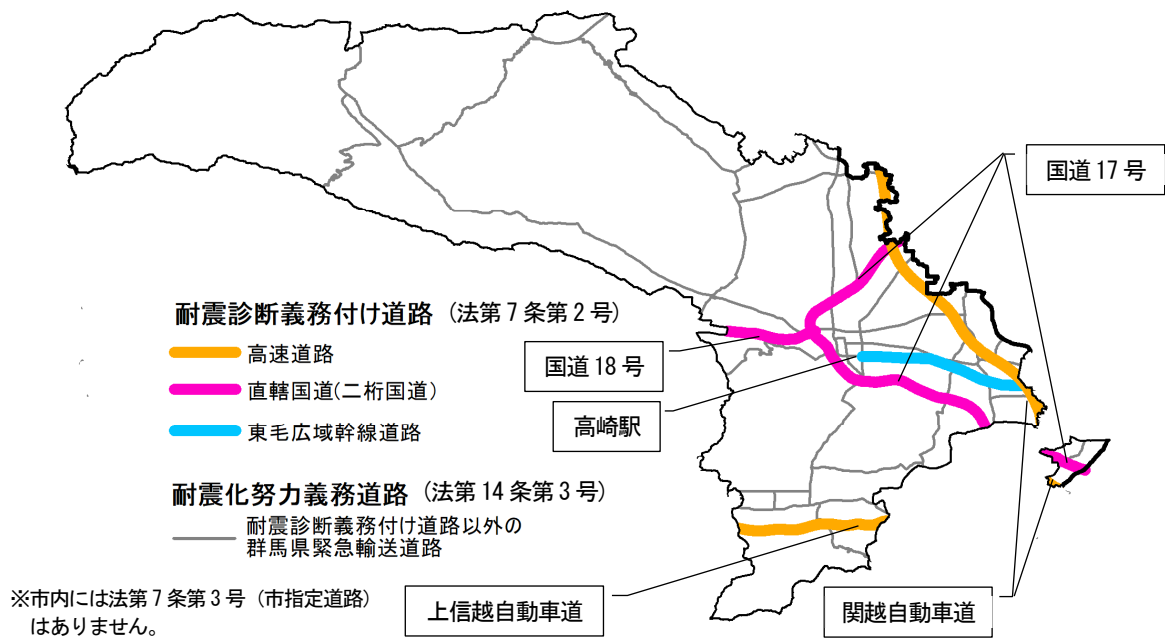 国道17号
耐震診断義務付け道路（法第7条第2号）
高速道路
国道18号
直轄国道(二桁国道)
高崎駅
東毛広域幹線道路
耐震化努力義務道路（法第14条第3号）
耐震診断義務付け道路以外の
群馬県緊急輸送道路
※市内には法第7条第3号（市指定道路）
はありません。
上信越自動車道
関越自動車道